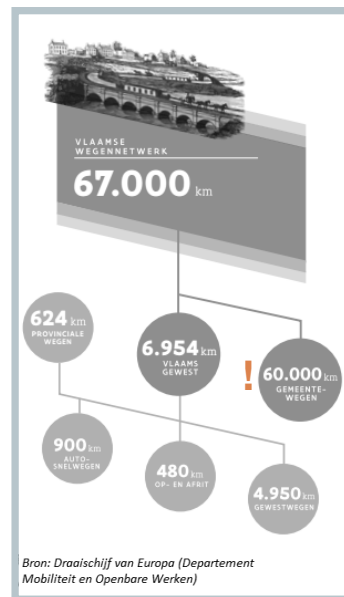 VLAAMSE
WEGENNETWERK
67.000 km
624 km
PROVINCIALE
WEGEN
6.954 km
VLAAMS
GEWEST
!
60.000 km
GEMEENTE-
WEGEN
900 km
AUTO-
SNELWEGEN
480 km
OP- EN AFRIT
4.950 km
GEWESTWEGEN
Bron: Draaischijf van Europa (Departement
Mobiliteit en Openbare Werken)